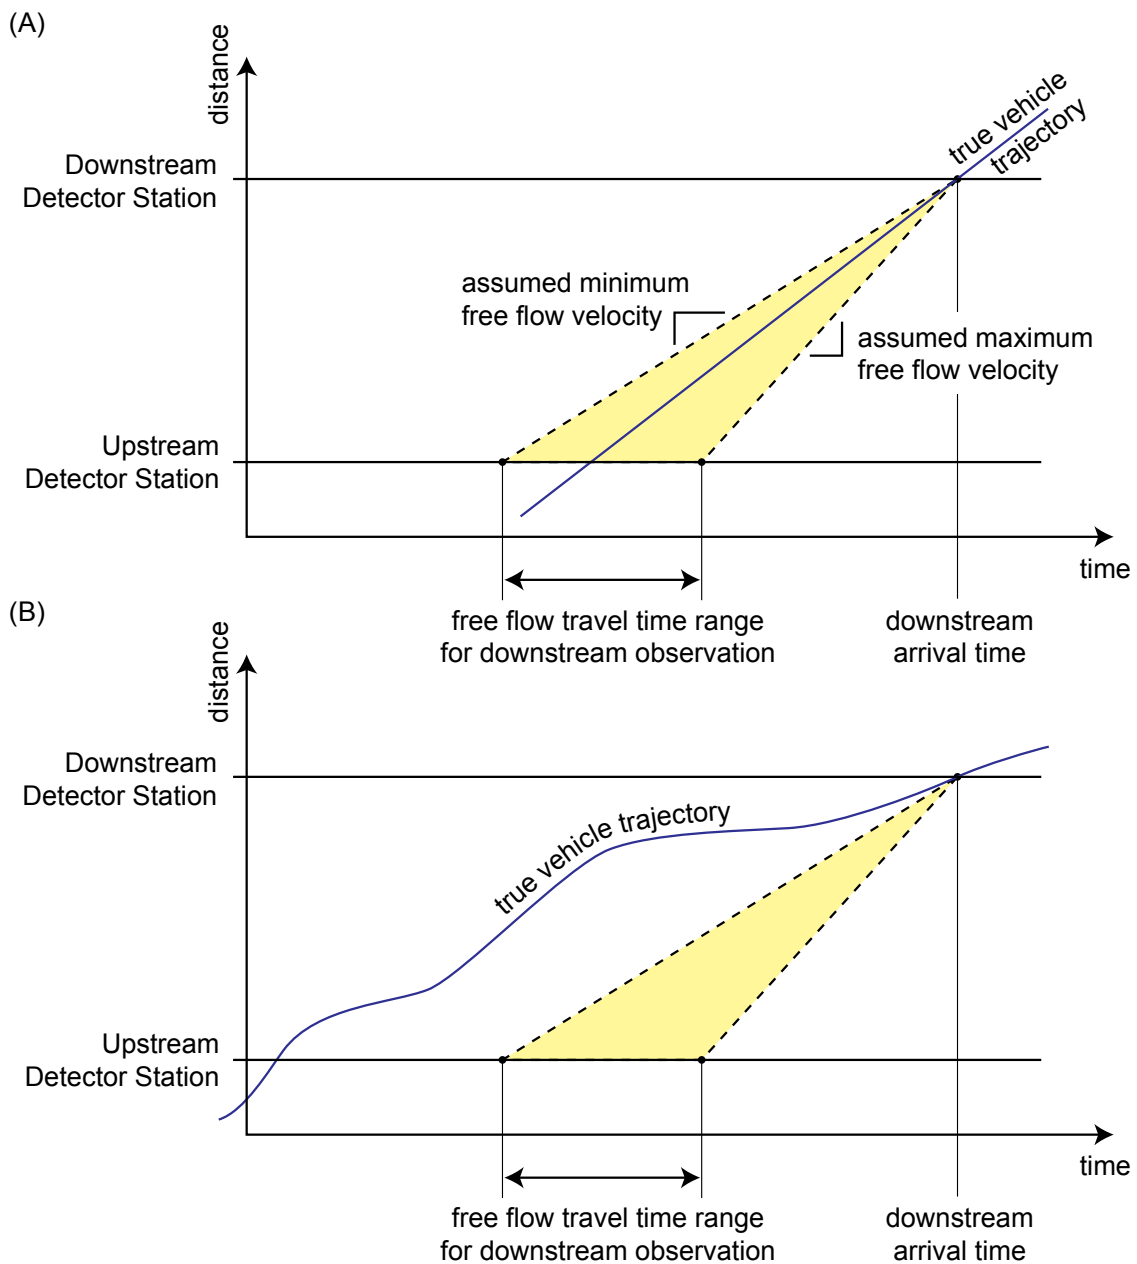 (A)
distance
Downstream
Detector Station
true vehicle
trajectory
assumed minimum
free flow velocity
assumed maximum
free flow velocity
Upstream
Detector Station
time
free flow travel time range
for downstream observation
downstream
arrival time
(B)
distance
Downstream
Detector Station
true vehicle trajectory
Upstream
Detector Station
time
free flow travel time range
for downstream observation
downstream
arrival time